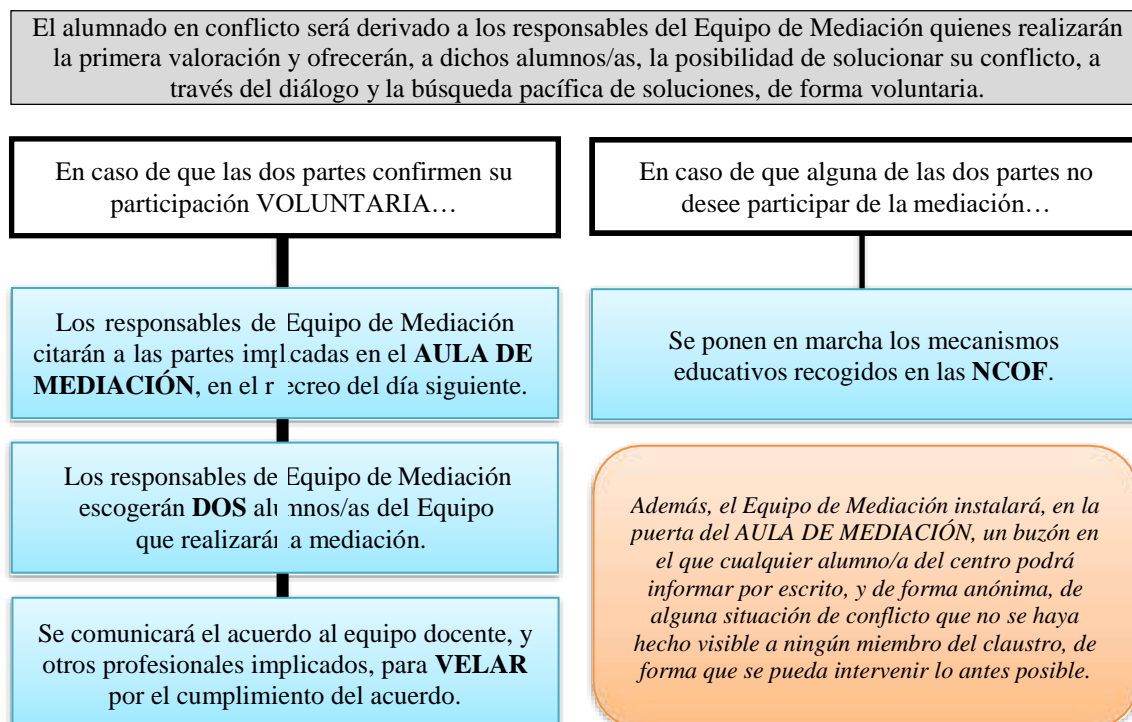 El alumnado en conflicto será derivado a los responsables del Equipo de Mediación quienes realizarán
la primera valoración y ofrecerán, a dichos alumnos/as, la posibilidad de solucionar su conflicto, a
través del diálogo y la búsqueda pacífica de soluciones, de forma voluntaria.
En caso de que las dos partes confirmen su
participación VOLUNTARIA…
Los responsables de Equipo de Mediación
citarán a las partes implicadas en el AULA DE
MEDIACIÓN, en el recreo del día siguiente.
Los responsables de Equipo de Mediación
escogerán DOS alumnos/as del Equipo
que realizarán la mediación.
Se comunicará el acuerdo al equipo docente, y
otros profesionales implicados, para VELAR
por el cumplimiento del acuerdo.
En caso de que alguna de las dos partes no
desee participar de la mediación…
Se ponen en marcha los mecanismos
educativos recogidos en las NCOF.
Además, el Equipo de Mediación instalará, en la
puerta del AULA DE MEDIACIÓN, un buzón en
el que cualquier alumno/a del centro podrá
informar por escrito, y de forma anónima, de
alguna situación de conflicto que no se haya
hecho visible a ningún miembro del claustro, de
forma que se pueda intervenir lo antes posible.